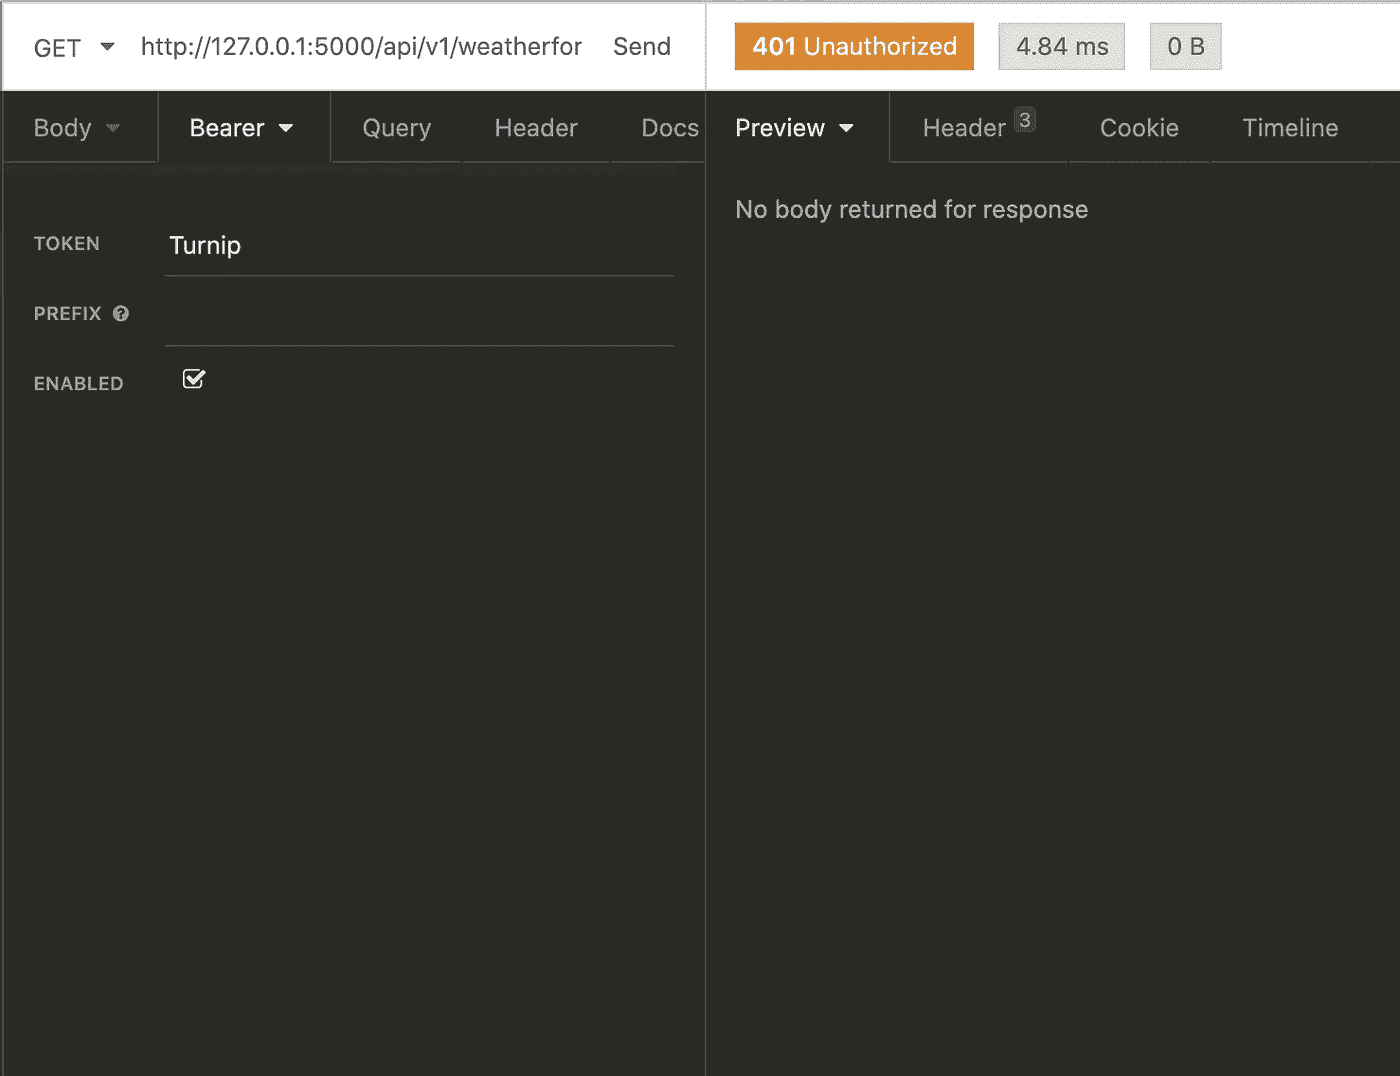 GET http://127.0.0.1:5000/api/v1/weatherfor Send
401 Unauthorized 4.84 ms 0 B
Body Bearer Query Header Docs
Preview Header 3 Cookie Timeline
TOKEN Turnip
PREFIX
ENABLED
No body returned for response